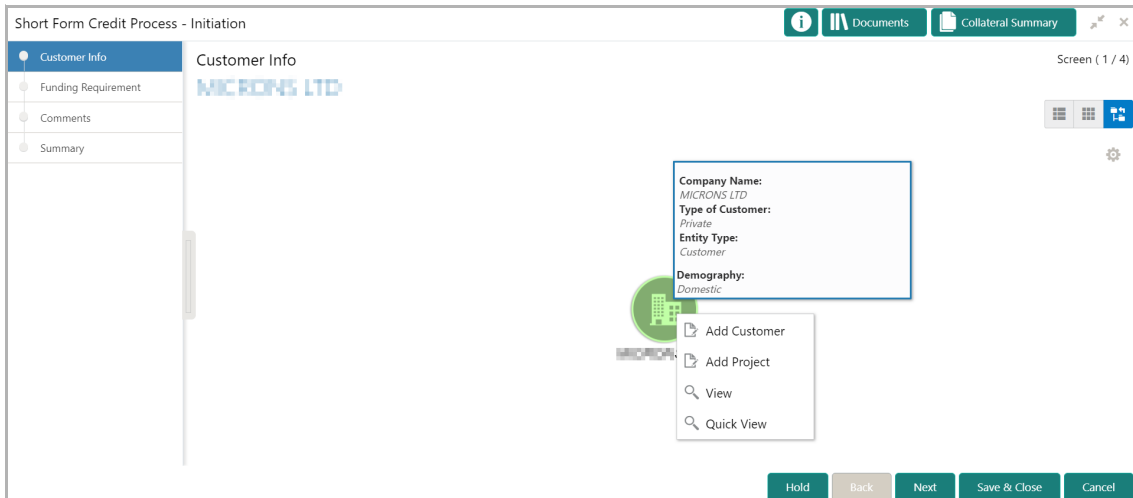 Short Form Credit Process - Initiation
Documents
Collateral Summary
Customer Info
Funding Requirement
Comments
Summary
Customer Info
Screen ( 1 / 4)
MICRONS LTD
Company Name:
MICRONS LTD
Type of Customer:
Private
Entity Type:
Customer
Demography:
Domestic
Add Customer
Add Project
View
Quick View
Hold
Back
Next
Save & Close
Cancel